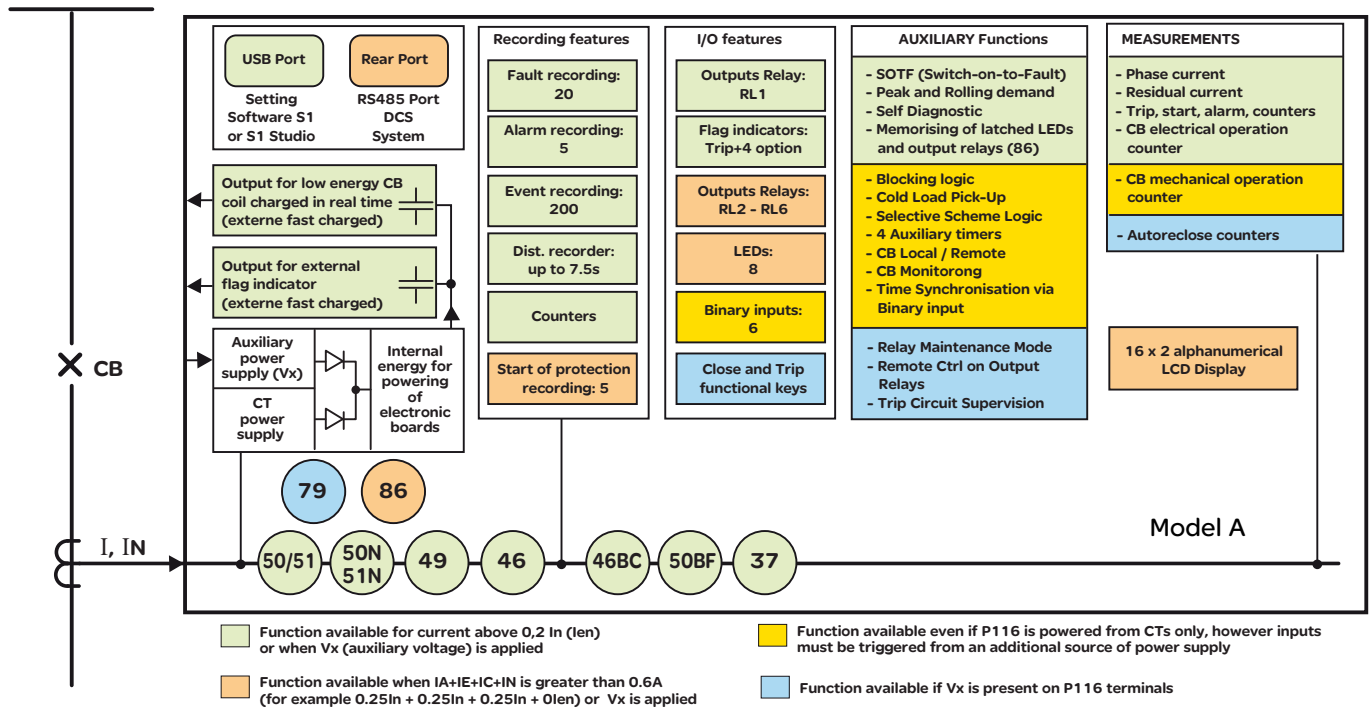 USB Port
Rear Port
Setting
Software S1
or S1 Studio
RS485 Port
DCS
System
Output for low energy CB
coil charged in real time
(externe fast charged)
Output for external
flag indicator
(externe fast charged)
Auxiliary
power
supply (Vx)
CT
power
supply
Internal
energy for
powering
of
electronic
boards
Recording features
Fault recording:
20
Alarm recording:
5
Event recording:
200
Dist. recorder:
up to 7.5s
Counters
Start of protection
recording: 5
I/O features
Outputs Relay:
RL1
Flag indicators:
Trip+4 option
Outputs Relays:
RL2 - RL6
LEDs:
8
Binary inputs:
6
Close and Trip
functional keys
AUXILIARY Functions
- SOTF (Switch-on-to-Fault)
- Peak and Rolling demand
- Self Diagnostic
- Memorising of latched LEDs
and output relays (86)
- Blocking logic
- Cold Load Pick-Up
- Selective Scheme Logic
- 4 Auxiliary timers
- CB Local / Remote
- CB Monitorong
- Time Synchronisation via
Binary input
- Relay Maintenance Mode
- Remote Ctrl on Output
Relays
- Trip Circuit Supervision
MEASUREMENTS
- Phase current
- Residual current
- Trip, start, alarm, counters
- CB electrical operation
counter
- CB mechanical operation
counter
- Autoreclose counters
16 x 2 alphanumerical
LCD Display
CB
79
86
I, IN
50/51
50N
51N
49
46
46BC
50BF
37
Model A
Function available for current above 0,2 In (Ien)
or when Vx (auxiliary voltage) is applied
Function available when IA+IE+IC+IN is greater than 0.6A
(for example 0.25In + 0.25In + 0.25In + 0Ien) or Vx is applied
Function available even if P116 is powered from CTs only, however inputs
must be triggered from an additional source of power supply
Function available if Vx is present on P116 terminals